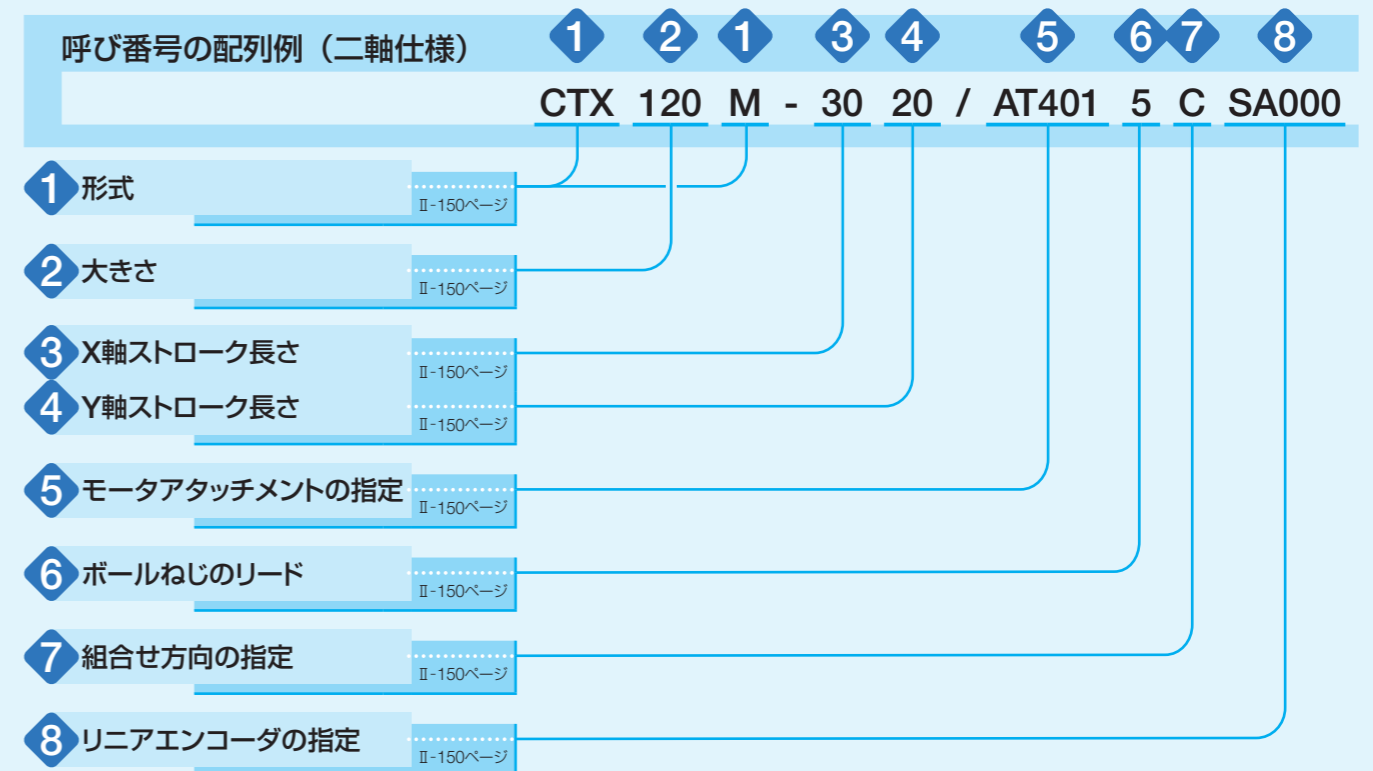 呼び番号の配列例（二軸仕様）
1 2 1 3 4 5 6 7 8
CTX 120 M - 30 20 / AT401 5 C SA000
1 形式
Ⅱ-150ページ
2 大きさ
Ⅱ-150ページ
3 X軸ストローク長さ
Ⅱ-150ページ
4 Y軸ストローク長さ
Ⅱ-150ページ
5 モータアタッチメントの指定
Ⅱ-150ページ
6 ボールねじのリード
Ⅱ-150ページ
7 組合せ方向の指定
Ⅱ-150ページ
8 リニアエンコーダの指定
Ⅱ-150ページ